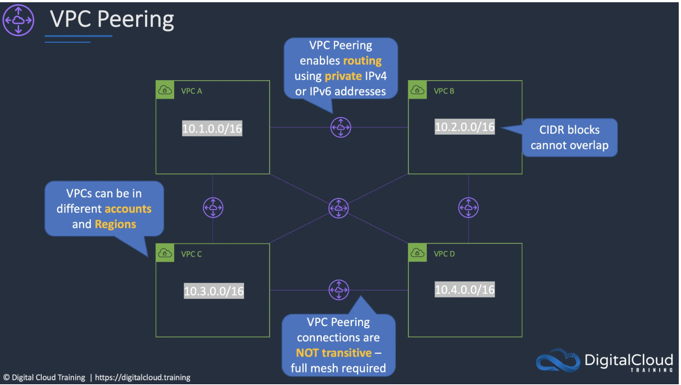 VPC Peering
VPC Peering
enables routing
using private IPv4
or IPv6 addresses
VPC A
10.1.0.0/16
VPC B
10.2.0.0/16
CIDR blocks
cannot overlap
VPCs can be in
different accounts
and Regions
VPC C
10.3.0.0/16
VPC D
10.4.0.0/16
VPC Peering
connections are
NOT transitive –
full mesh required
© Digital Cloud Training | https://digitalcloud.training
DigitalCloud
TRAINING